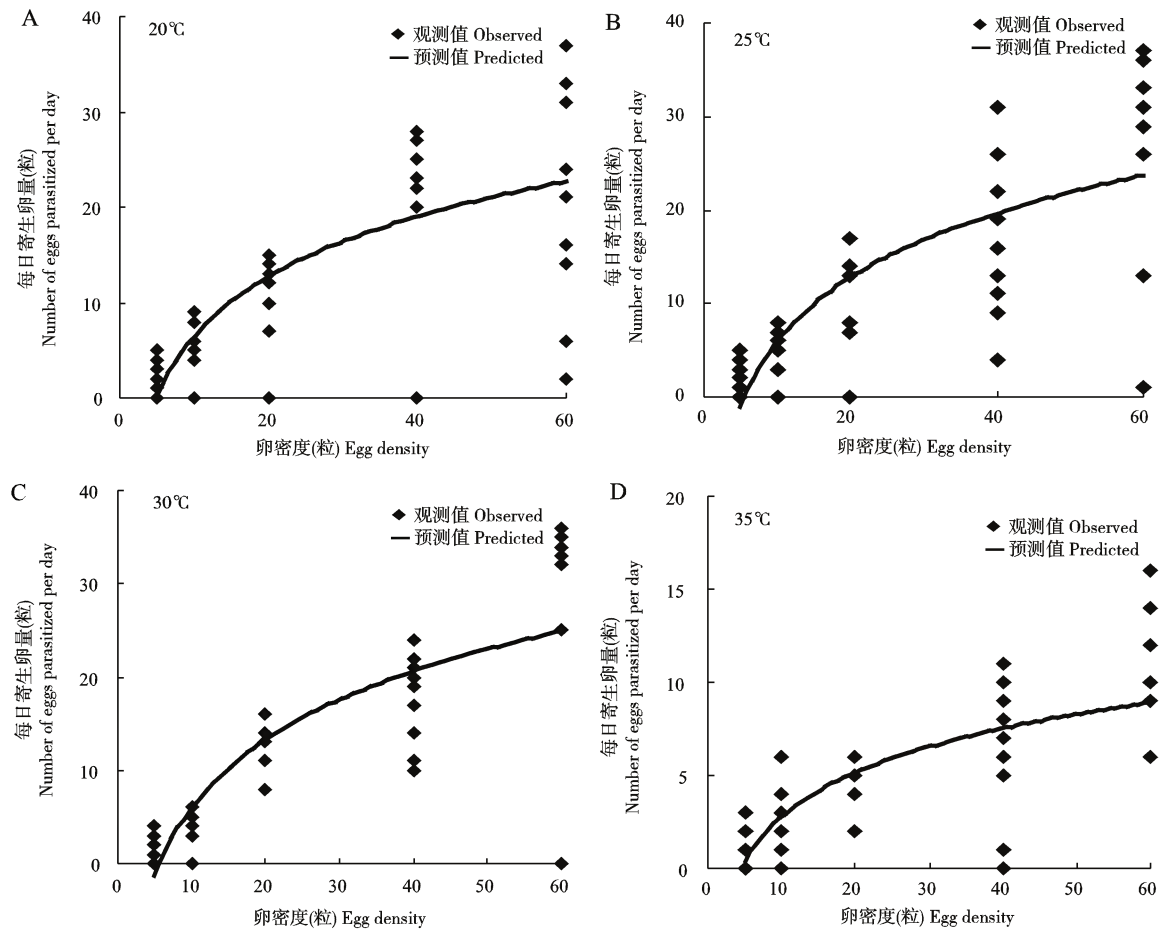 A
20℃
◆ 观测值 Observed
— 预测值 Predicted
每日寄生卵量(粒)
Number of eggs parasitized per day
40
30
20
10
0
0 20 40 60
卵密度(粒) Egg density
B
25℃
◆ 观测值 Observed
— 预测值 Predicted
每日寄生卵量(粒)
Number of eggs parasitized per day
40
30
20
10
0
0 20 40 60
卵密度(粒) Egg density
C
30℃
◆ 观测值 Observed
— 预测值 Predicted
每日寄生卵量(粒)
Number of eggs parasitized per day
40
30
20
10
0
0 10 20 30 40 50 60
卵密度(粒) Egg density
D
35℃
◆ 观测值 Observed
— 预测值 Predicted
每日寄生卵量(粒)
Number of eggs parasitized per day
20
15
10
5
0
0 10 20 30 40 50 60
卵密度(粒) Egg density